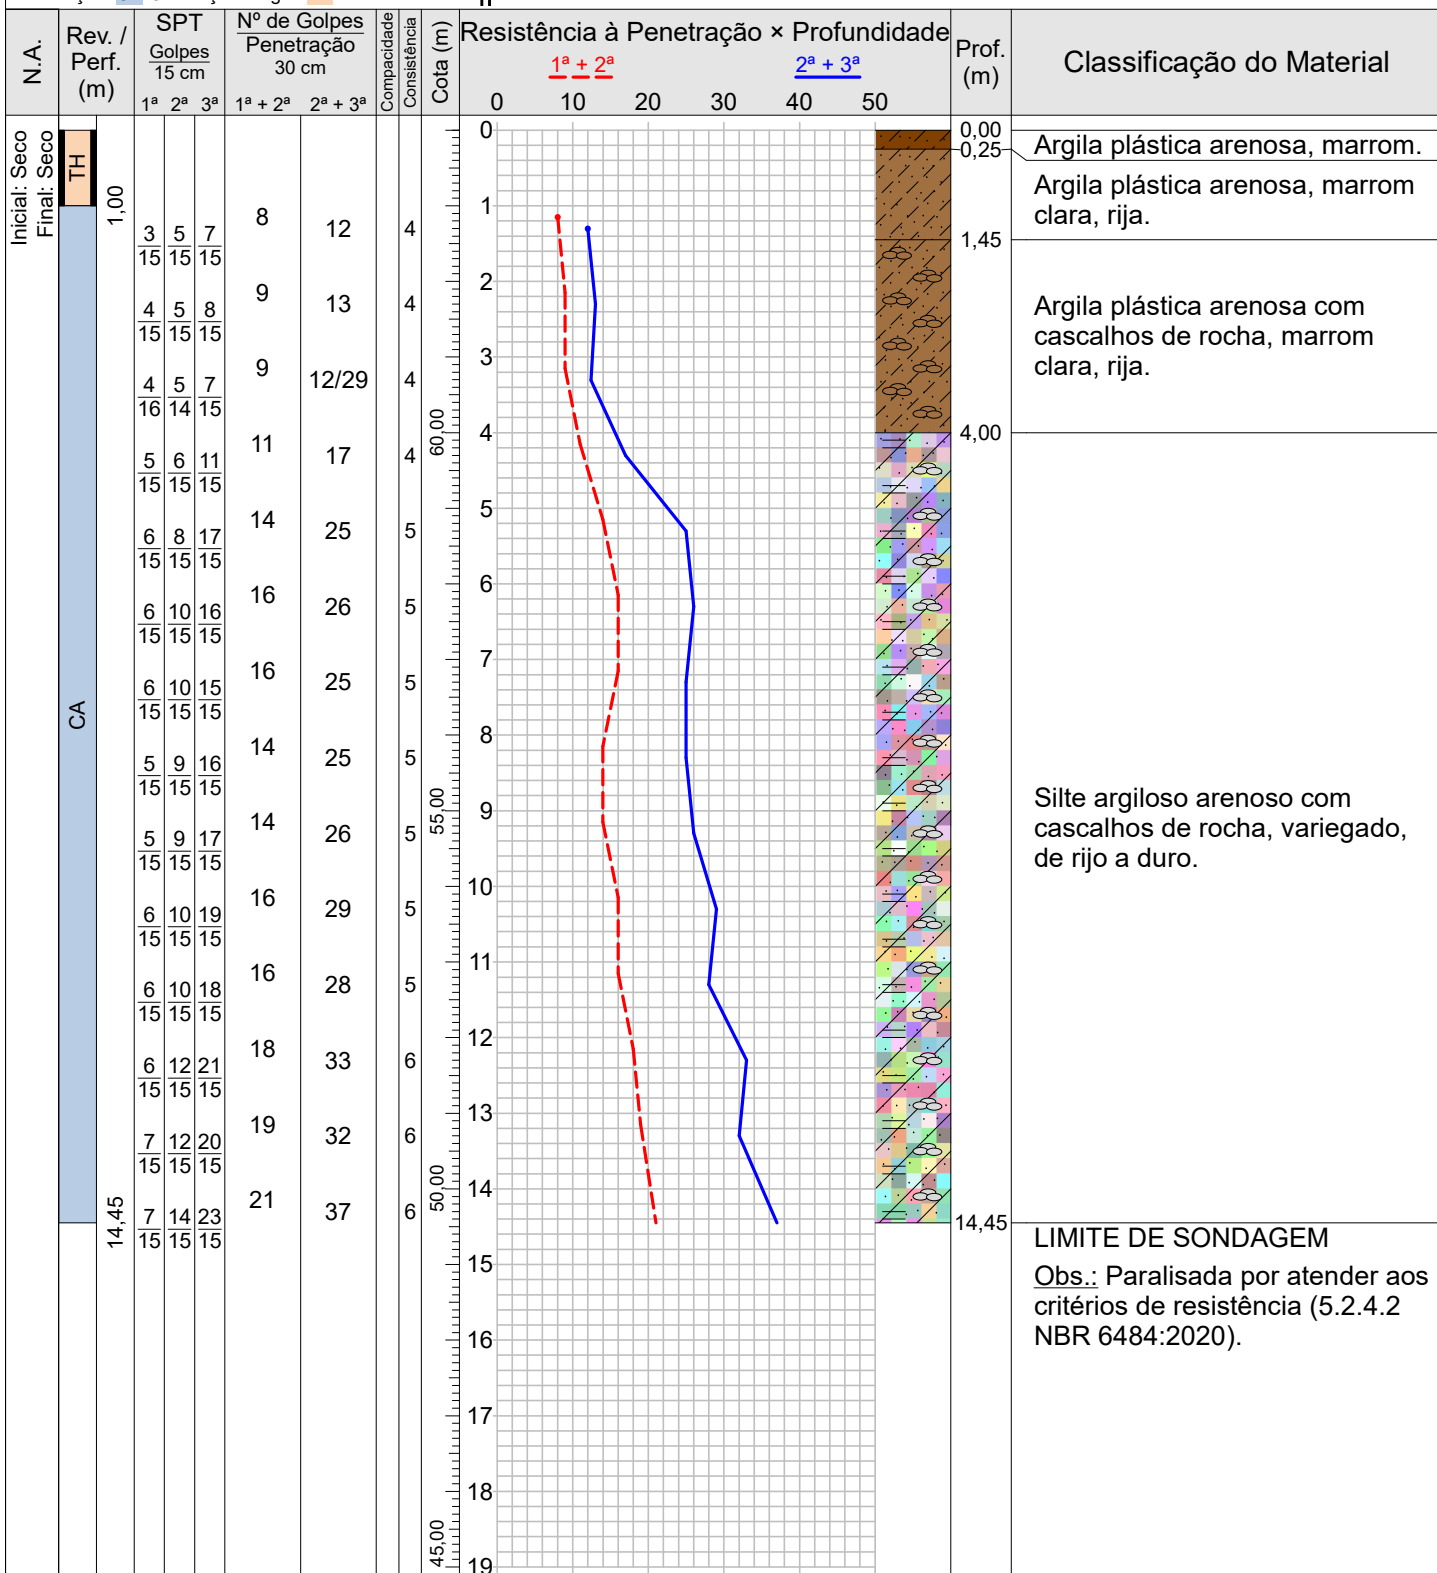 N.A.
Rev. /
Perf.
(m)
SPT
Golpes
15 cm
1ª 2ª 3ª
Nº de Golpes
Penetração
30 cm
1ª + 2ª 2ª + 3ª
Compacidade
Consistência
Cota (m)
Resistência à Penetração × Profundidade
1ª + 2ª 2ª + 3ª
0 10 20 30 40 50
Prof.
(m)
Classificação do Material
Inicial: Seco
Final: Seco
TH
1,00
CA
14,45
3 5 7
15 15 15
8 12 4
4 5 8
15 15 15
9 13 4
4 5 7
16 14 15
9 12/29 4
5 6 11
15 15 15
11 17 4
6 8 17
15 15 15
14 25 5
6 10 16
15 15 15
16 26 5
6 10 15
15 15 15
16 25 5
5 9 16
15 15 15
14 25 5
5 9 17
15 15 15
14 26 5
6 10 19
15 15 15
16 29 5
6 10 18
15 15 15
16 28 5
6 12 21
15 15 15
18 33 6
7 12 20
15 15 15
19 32 6
7 14 23
15 15 15
21 37 6
60,00
55,00
50,00
45,00
0
1
2
3
4
5
6
7
8
9
10
11
12
13
14
15
16
17
18
19
0,00
0,25
Argila plástica arenosa, marrom.
Argila plástica arenosa, marrom
clara, rija.
1,45
Argila plástica arenosa com
cascalhos de rocha, marrom
clara, rija.
4,00
Silte argiloso arenoso com
cascalhos de rocha, variegado,
de rijo a duro.
14,45
LIMITE DE SONDAGEM
Obs.: Paralisada por atender aos
critérios de resistência (5.2.4.2
NBR 6484:2020).